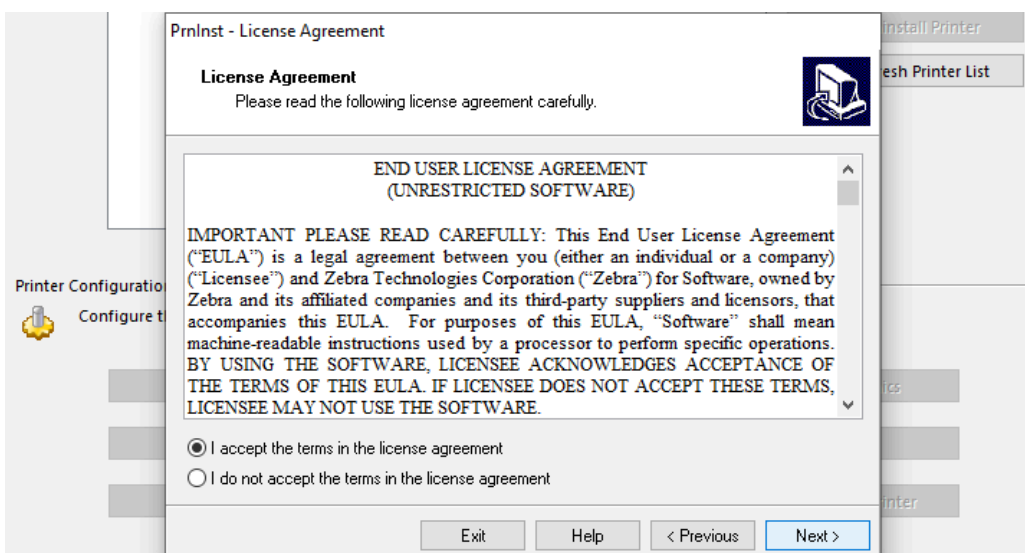 PrnInst - License Agreement
install Printer
License Agreement
Please read the following license agreement carefully.
esh Printer List
END USER LICENSE AGREEMENT
(UNRESTRICTED SOFTWARE)
IMPORTANT PLEASE READ CAREFULLY: This End User License Agreement
(“EULA”) is a legal agreement between you (either an individual or a company)
(“Licensee”) and Zebra Technologies Corporation (“Zebra”) for Software, owned by
Zebra and its affiliated companies and its third-party suppliers and licensors, that
accompanies this EULA. For purposes of this EULA, “Software” shall mean
machine-readable instructions used by a processor to perform specific operations.
BY USING THE SOFTWARE, LICENSEE ACKNOWLEDGES ACCEPTANCE OF
THE TERMS OF THIS EULA. IF LICENSEE DOES NOT ACCEPT THESE TERMS,
LICENSEE MAY NOT USE THE SOFTWARE.
Printer Configuratio
Configure t
ics
I accept the terms in the license agreement
I do not accept the terms in the license agreement
inter
Exit
Help
< Previous
Next >